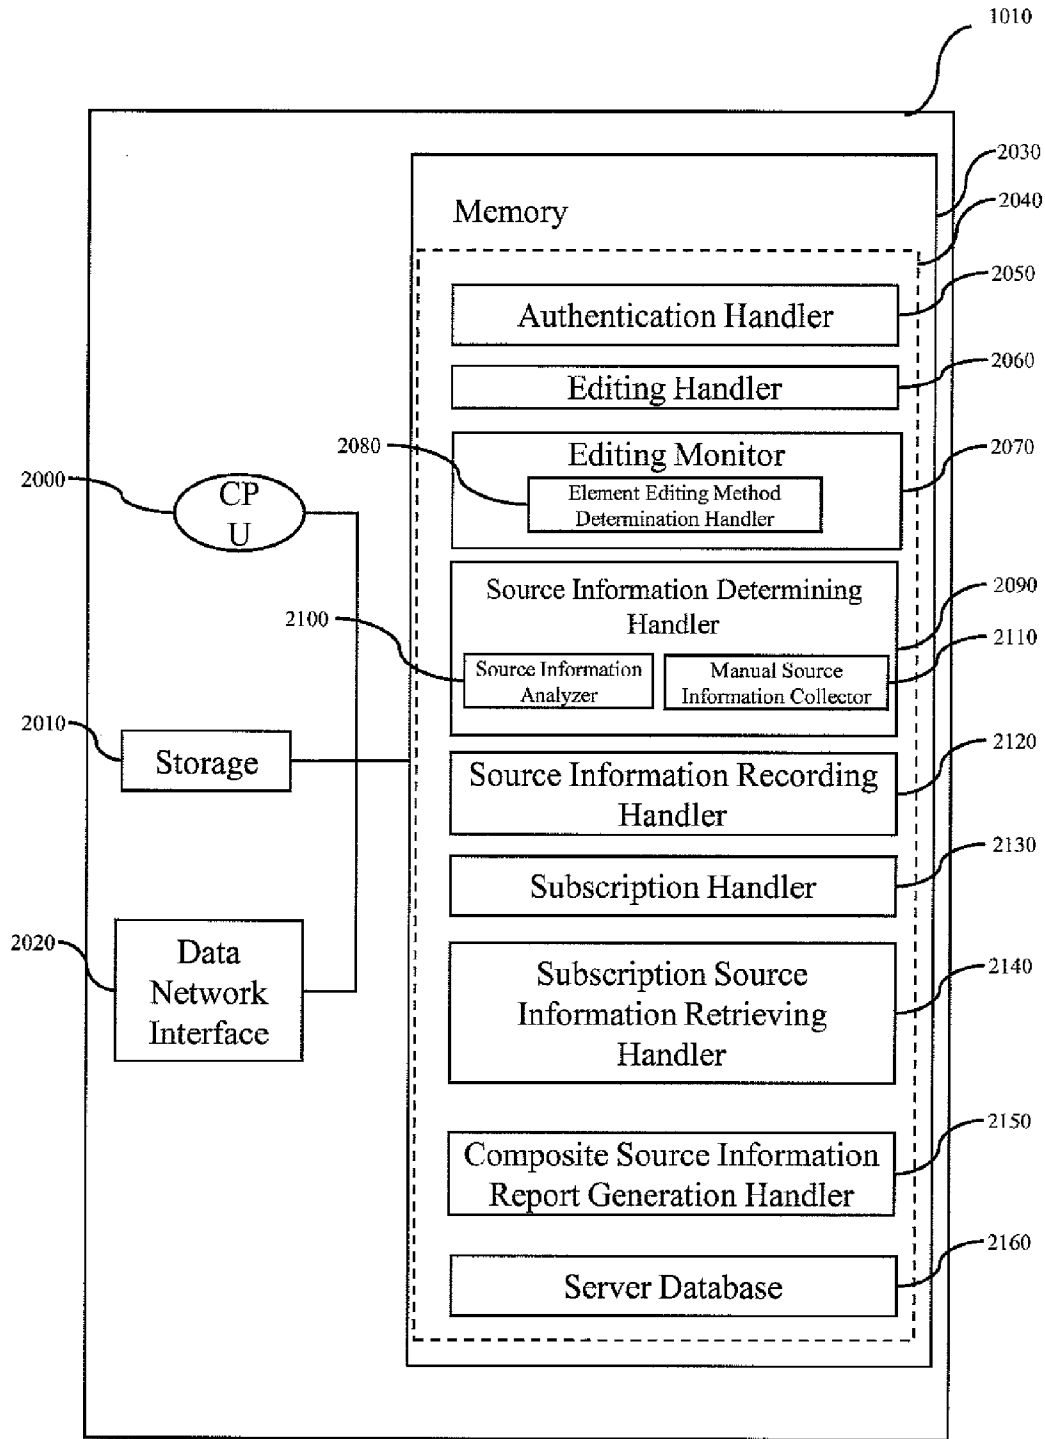 1010
2030
Memory
2040
2050
Authentication Handler
2060
Editing Handler
2080
2070
Editing Monitor
Element Editing Method
Determination Handler
2000
CP
U
2090
Source Information Determining
Handler
2100
2110
Source Information
Analyzer
Manual Source
Information Collector
2010
Storage
2120
Source Information Recording
Handler
2130
Subscription Handler
2020
Data
Network
Interface
2140
Subscription Source
Information Retrieving
Handler
2150
Composite Source Information
Report Generation Handler
2160
Server Database